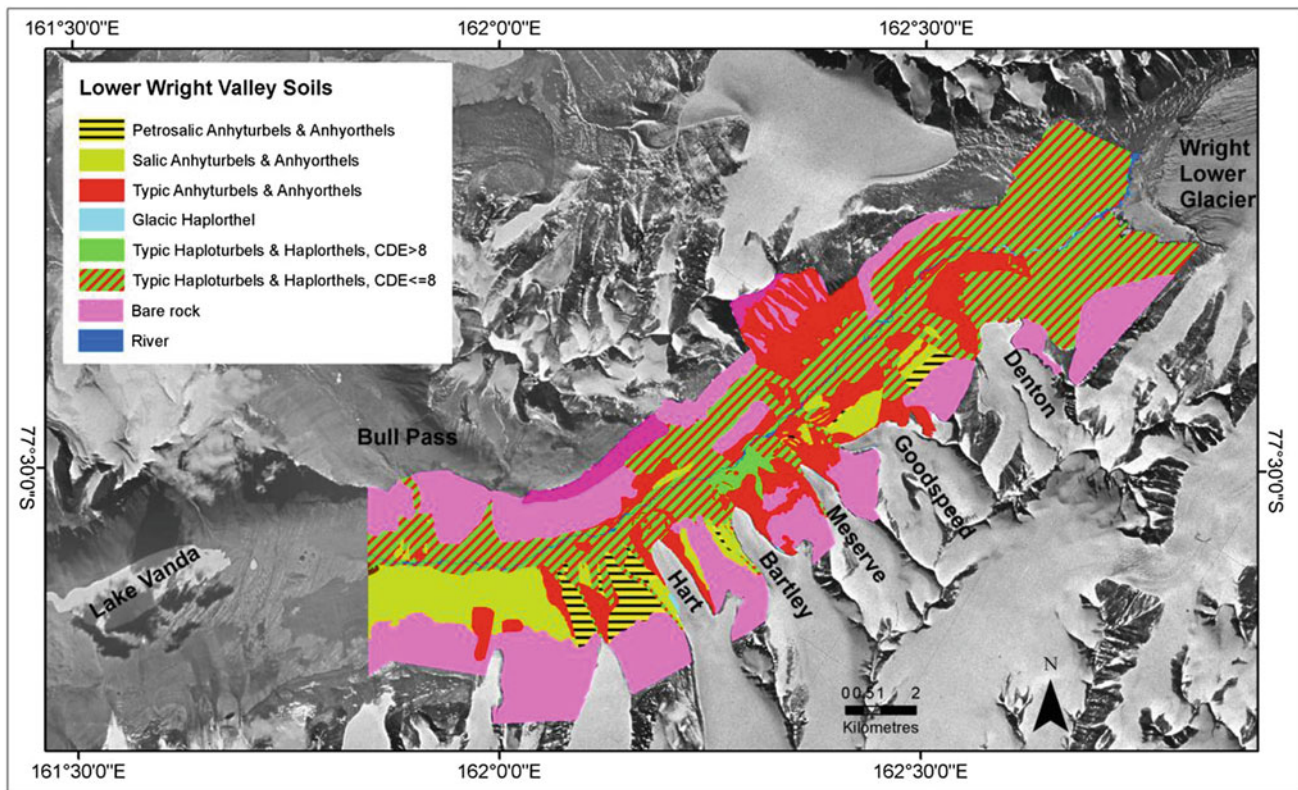 161°30'0"E
162°0'0"E
162°30'0"E
Lower Wright Valley Soils
Petrosalic Anhyturbels & Anhyorthels
Salic Anhyturbels & Anhyorthels
Typic Anhyturbels & Anhyorthels
Glacic Haplorthel
Typic Haploturbels & Haplorthels, CDE>8
Typic Haploturbels & Haplorthels, CDE<=8
Bare rock
River
Wright
Lower
Glacier
Denton
Bull Pass
Goodspeed
77°30'0"S
77°30'0"S
Meserve
Lake Vanda
Hart
Bartley
N
0 0.5 1 2
Kilometres
161°30'0"E
162°0'0"E
162°30'0"E